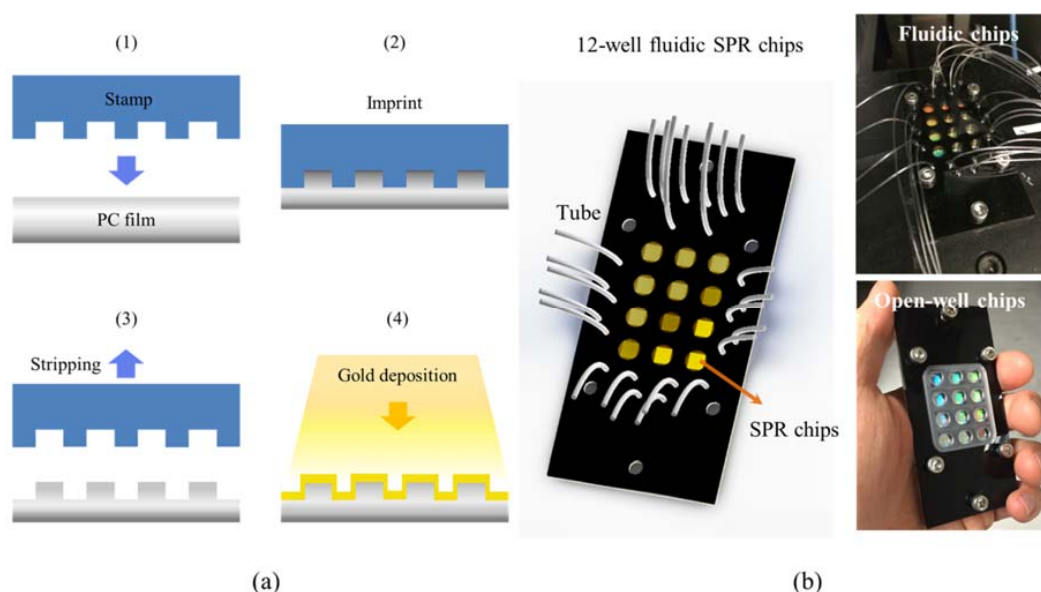 (1)
Stamp
PC film
(2)
Imprint
(3)
Stripping
(4)
Gold deposition
12-well fluidic SPR chips
Tube
SPR chips
Fluidic chips
Open-well chips
(a)
(b)